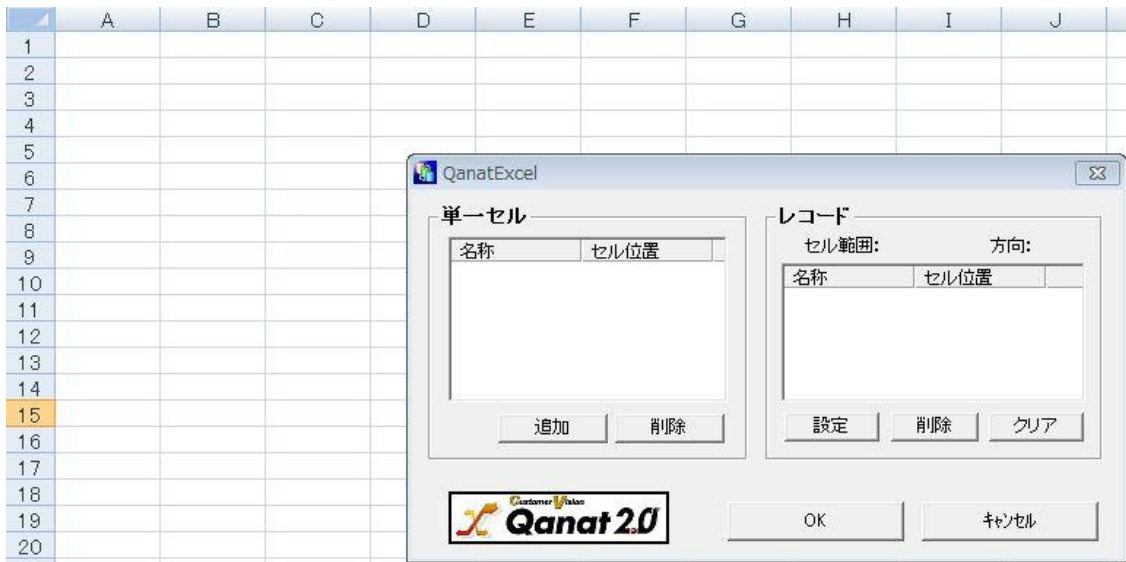 A B C D E F G H I J
1
2
3
4
5
6
7
8
9
10
11
12
13
14
15
16
17
18
19
20
QanatExcel
単一セル
名称 セル位置
追加 削除
レコード
セル範囲: 方向:
名称 セル位置
設定 削除 クリア
Customer Vision
Qanat 2.0
OK キャンセル